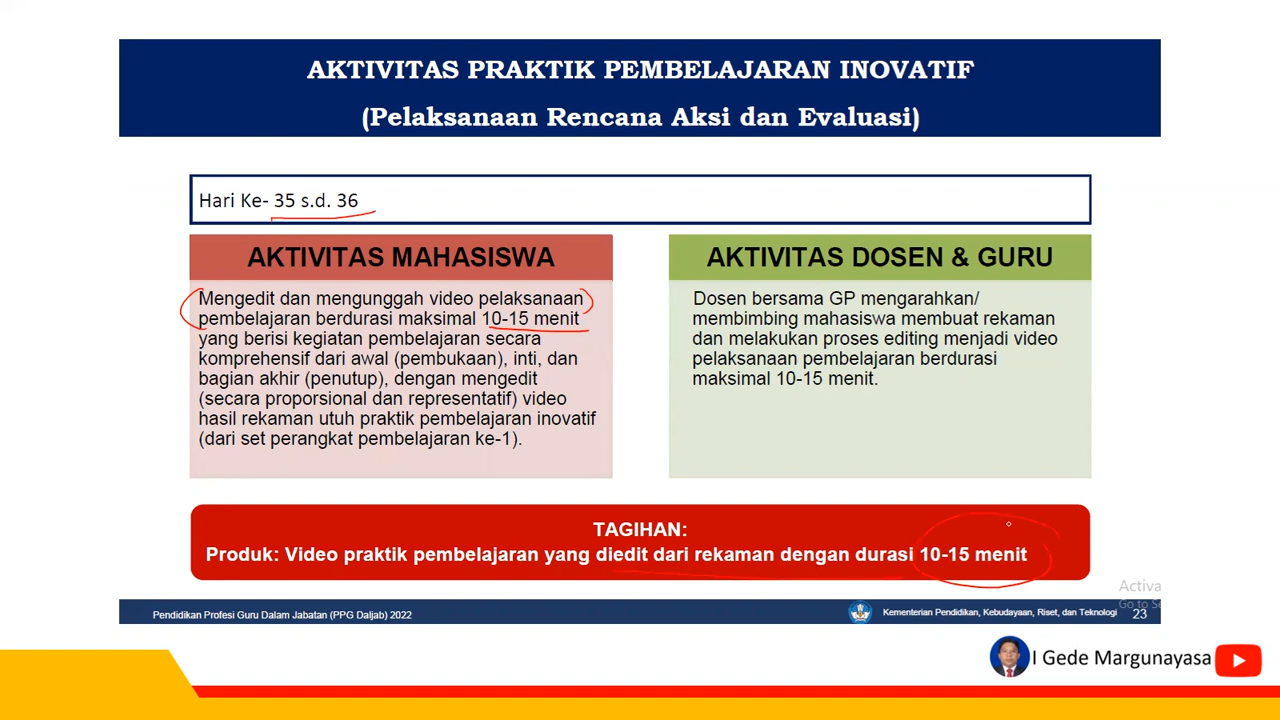 AKTIVITAS PRAKTIK PEMBELAJARAN INOVATIF
(Pelaksanaan Rencana Aksi dan Evaluasi)
Hari Ke- 35 s.d. 36
AKTIVITAS MAHASISWA
Mengedit dan mengunggah video pelaksanaan
pembelajaran berdurasi maksimal 10-15 menit
yang berisi kegiatan pembelajaran secara
komprehensif dari awal (pembukaan), inti, dan
bagian akhir (penutup), dengan mengedit
(secara proporsional dan representatif) video
hasil rekaman utuh praktik pembelajaran inovatif
(dari set perangkat pembelajaran ke-1).
AKTIVITAS DOSEN & GURU
Dosen bersama GP mengarahkan/
membimbing mahasiswa membuat rekaman
dan melakukan proses editing menjadi video
pelaksanaan pembelajaran berdurasi
maksimal 10-15 menit.
TAGIHAN:
Produk: Video praktik pembelajaran yang diedit dari rekaman dengan durasi 10-15 menit
Activa
Go to Se
Pendidikan Profesi Guru Dalam Jabatan (PPG Daljab) 2022
Kementerian Pendidikan, Kebudayaan, Riset, dan Teknologi
23
I Gede Margunayasa